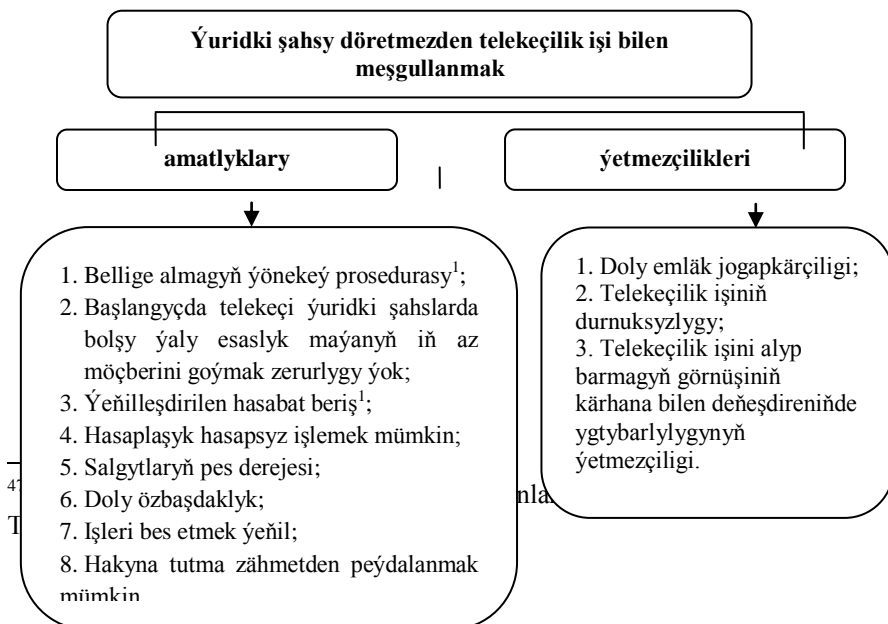 Ýuridki şahsy döretmezden telekeçilik işi bilen
meşgullanmak
amatlyklary
ýetmezçilikleri
1. Bellige almagyň ýönekeý prosedurasy¹;
2. Başlangyçda telekeçi ýuridki şahslarda
bolşy ýaly esaslyk maýanyň iň az
möçberini goýmak zerurlygy ýok;
3. Ýeňilleşdirilen hasabat beriş¹;
4. Hasaplaşyk hasapsyz işlemek mümkin;
5. Salgytlaryň pes derejesi;
6. Doly özbaşdaklyk;
7. Işleri bes etmek ýeňil;
8. Hakyna tutma zähmetden peýdalanmak
mümkin
1. Doly emläk jogapkärçiligi;
2. Telekeçilik işiniň
durnuksyzlygy;
3. Telekeçilik işini alyp
barmagyň görnüşiniň
kärhana bilen deňeşdireniňde
ygtybarlylygynyň
ýetmezçiligi.